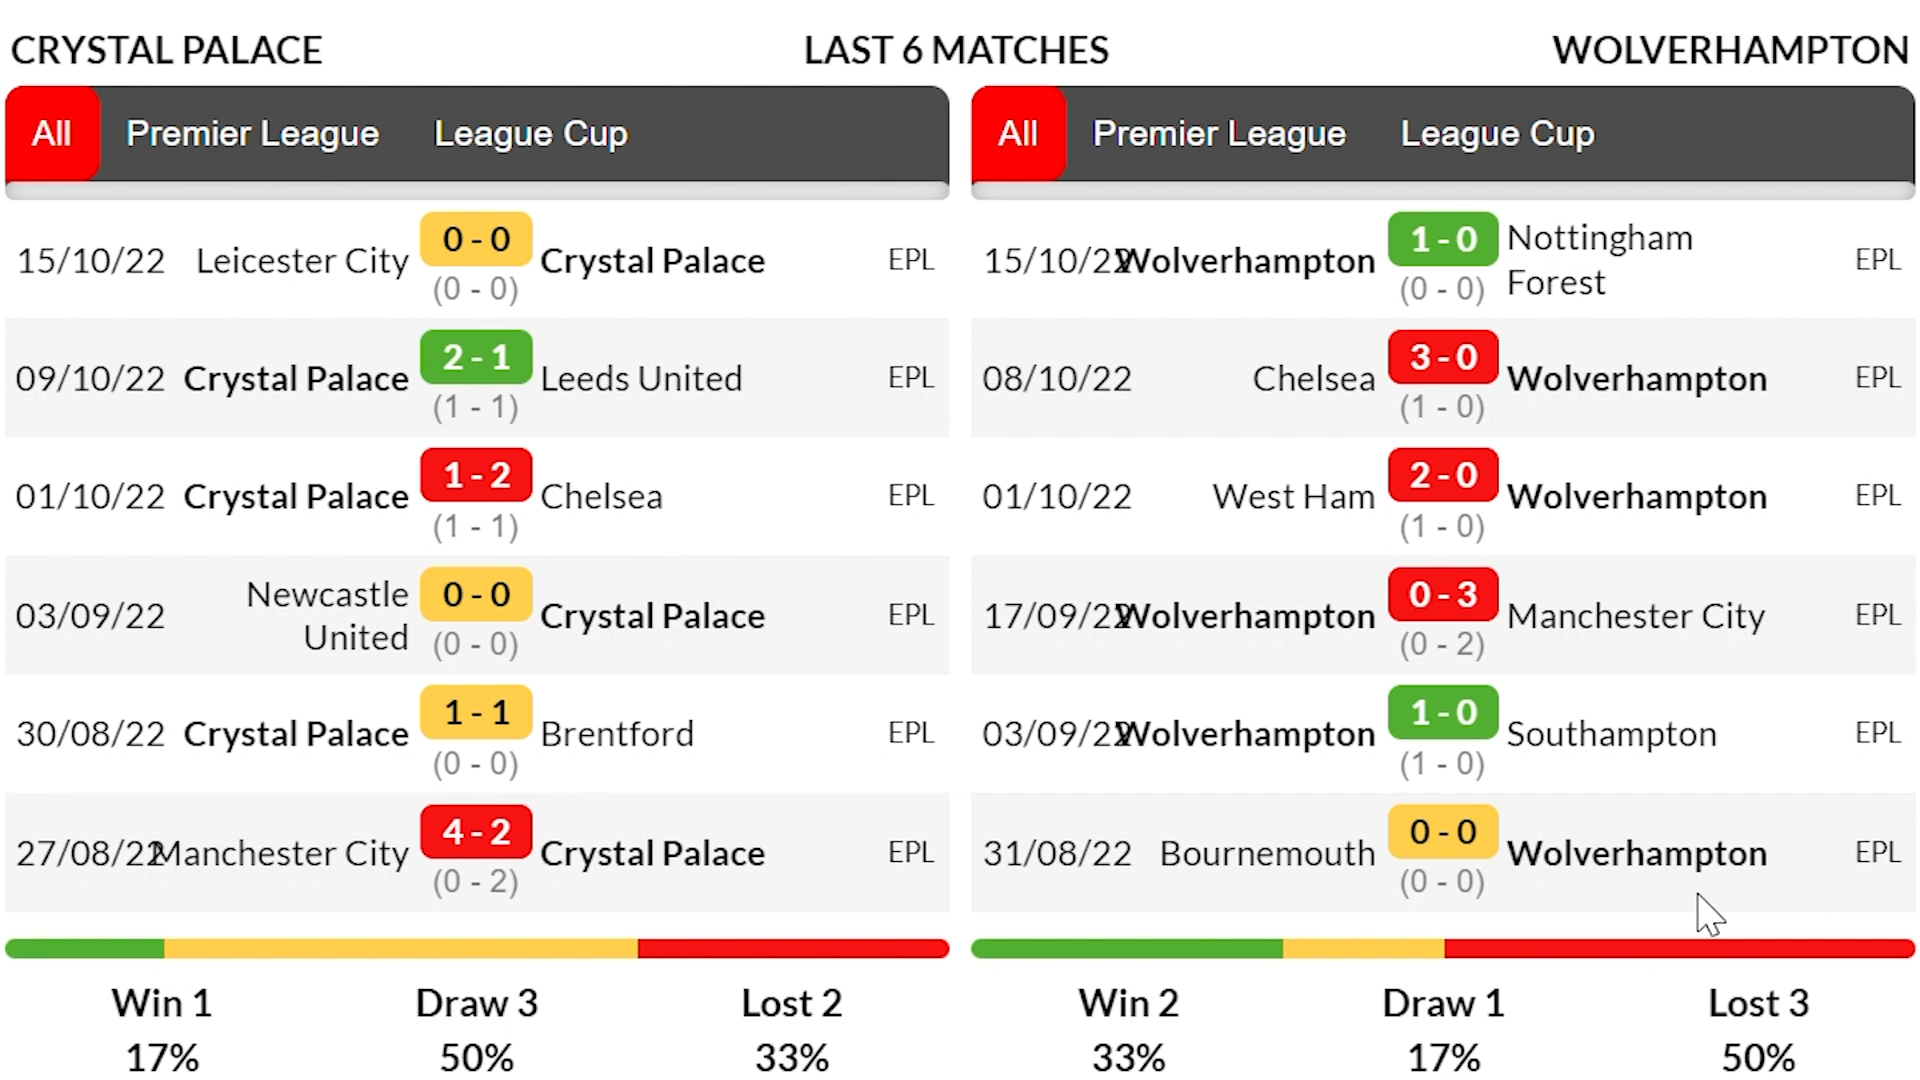 CRYSTAL PALACE LAST 6 MATCHES WOLVERHAMPTON
All Premier League League Cup
15/10/22 Leicester City 0 - 0 Crystal Palace EPL
(0 - 0)
09/10/22 Crystal Palace 2 - 1 Leeds United EPL
(1 - 1)
01/10/22 Crystal Palace 1 - 2 Chelsea EPL
(1 - 1)
03/09/22 Newcastle United 0 - 0 Crystal Palace EPL
(0 - 0)
30/08/22 Crystal Palace 1 - 1 Brentford EPL
(0 - 0)
27/08/22 Manchester City 4 - 2 Crystal Palace EPL
(0 - 2)
Win 1 Draw 3 Lost 2
17% 50% 33%
All Premier League League Cup
15/10/22 Wolverhampton 1 - 0 Nottingham Forest EPL
(0 - 0)
08/10/22 Chelsea 3 - 0 Wolverhampton EPL
(1 - 0)
01/10/22 West Ham 2 - 0 Wolverhampton EPL
(1 - 0)
17/09/22 Wolverhampton 0 - 3 Manchester City EPL
(0 - 2)
03/09/22 Wolverhampton 1 - 0 Southampton EPL
(1 - 0)
31/08/22 Bournemouth 0 - 0 Wolverhampton EPL
(0 - 0)
Win 2 Draw 1 Lost 3
33% 17% 50%